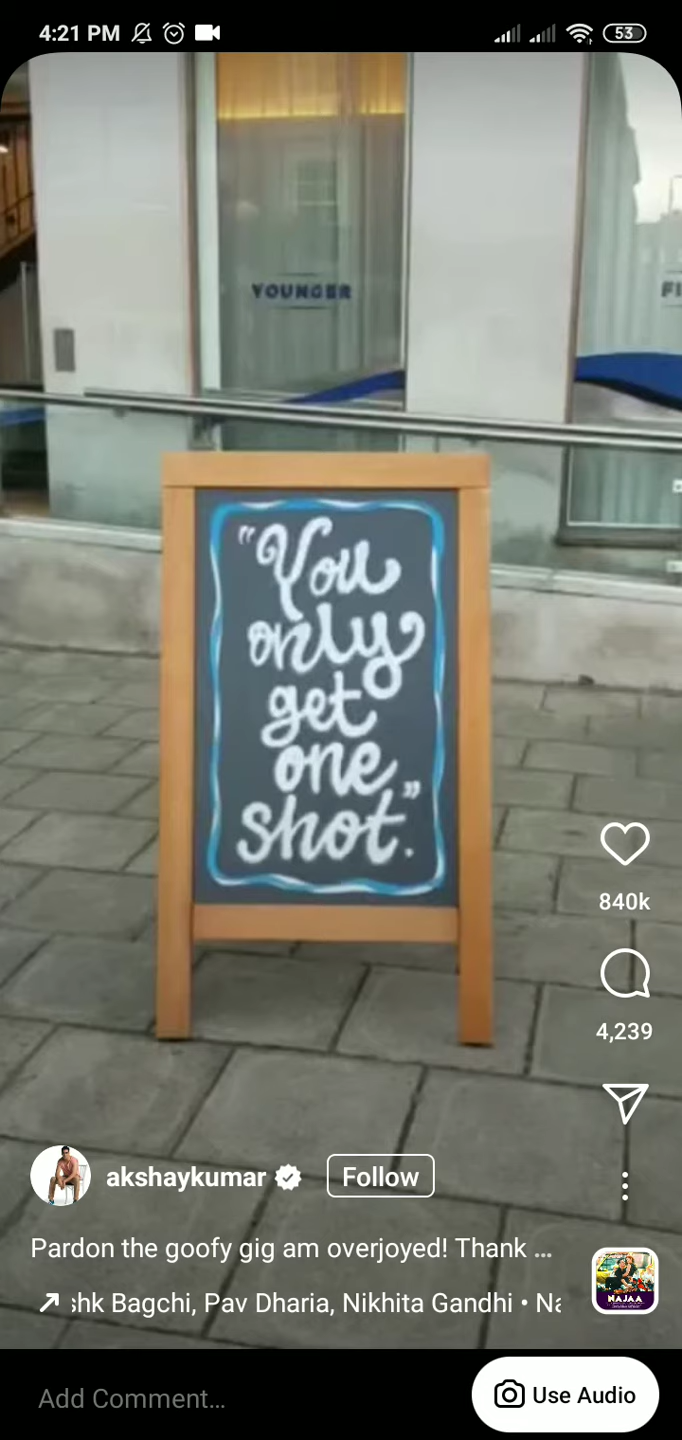 4:21 PM
53
YOUNGER
FI
"You
only
get
one
shot."
840k
4,239
akshaykumar
Follow
Pardon the goofy gig am overjoyed! Thank ...
shk Bagchi, Pav Dharia, Nikhita Gandhi • Na
NAJAA
Add Comment...
Use Audio